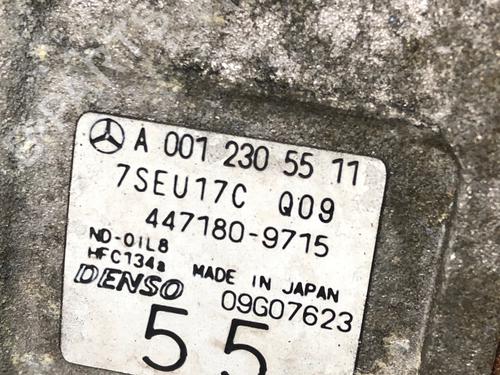 A 001 230 55 11
7SEU17C Q09
447180-9715
ND-OIL8
HFC134a
DENSO MADE IN JAPAN
09G07623
55